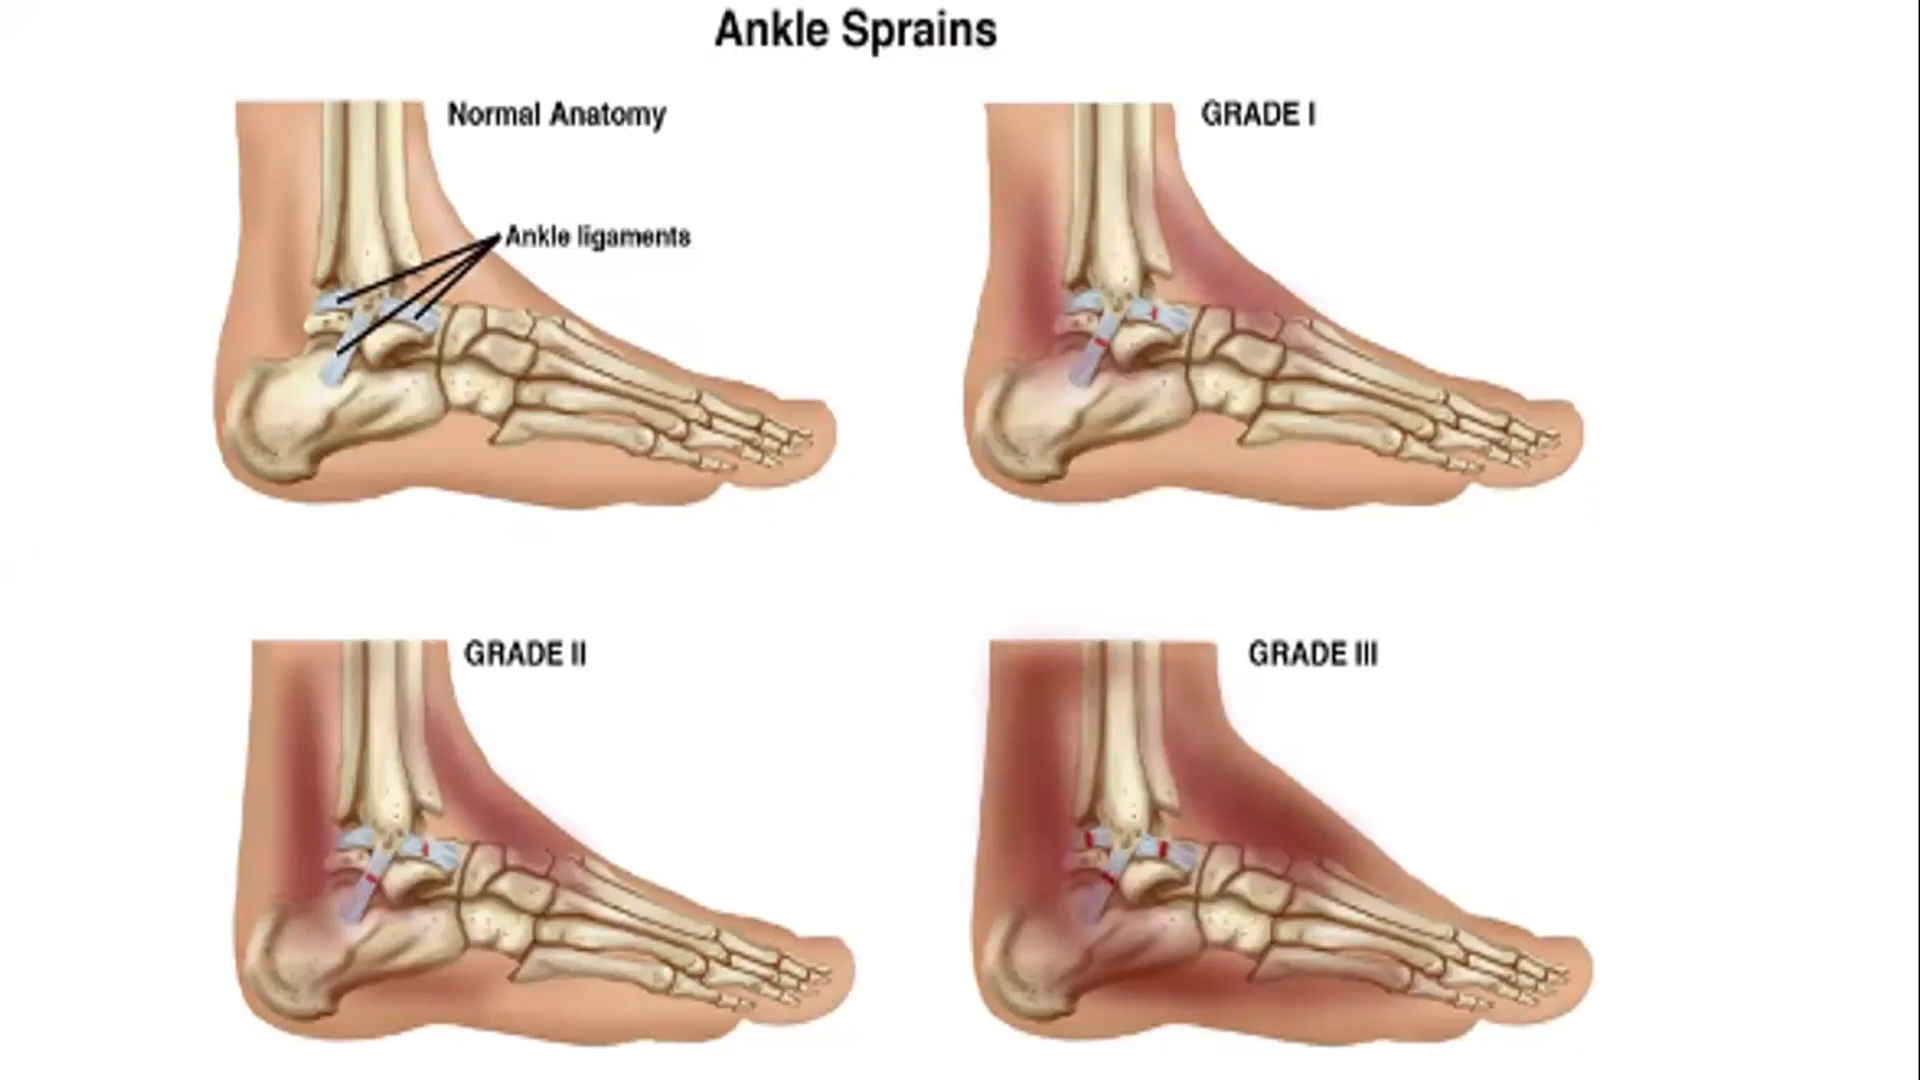 Ankle Sprains
Normal Anatomy
GRADE I
Ankle ligaments
GRADE II
GRADE III